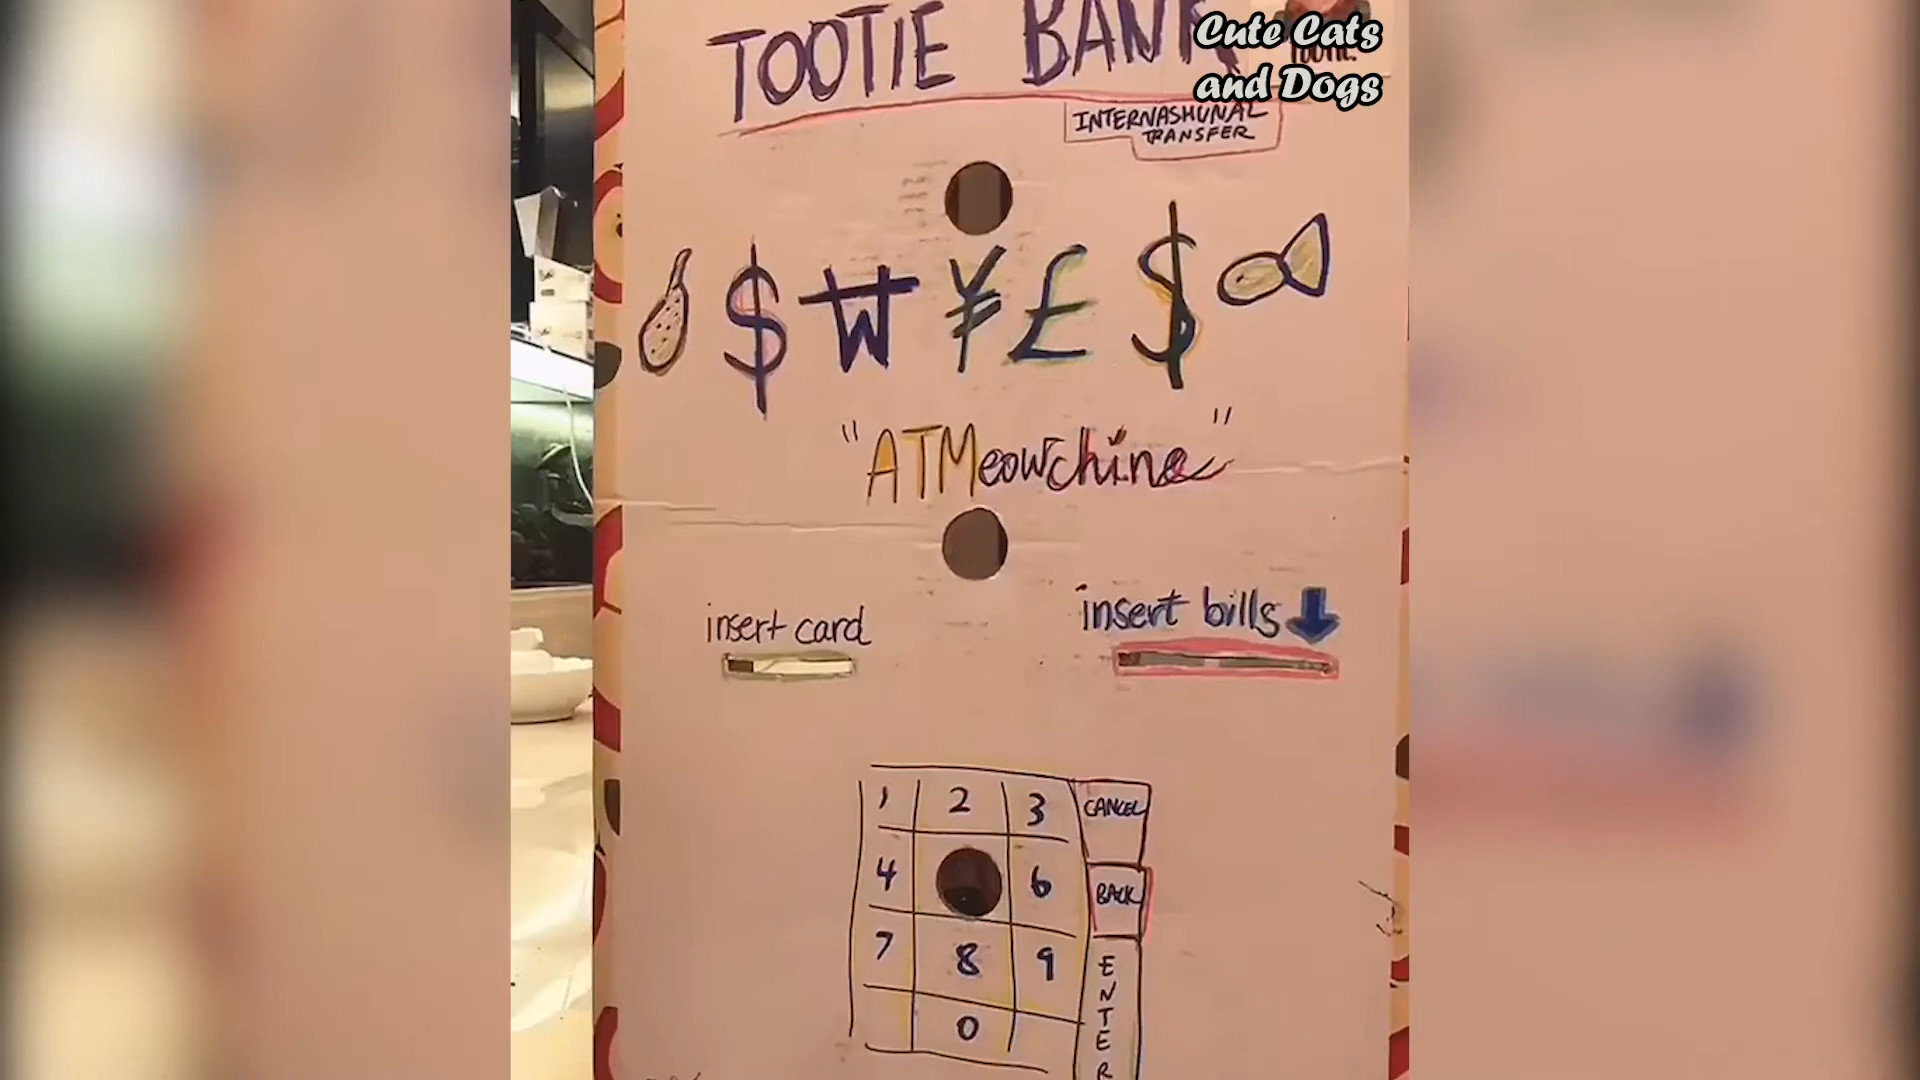 TOOTIE BANK
Cute Cats
and Dogs
INTERNASHUNAL
TRANSFER
$ ₩ ¥ £ $
"ATMeowchine"
insert card
insert bills
1 2 3 CANCEL
4 6 BACK
7 8 9
0
ENTER